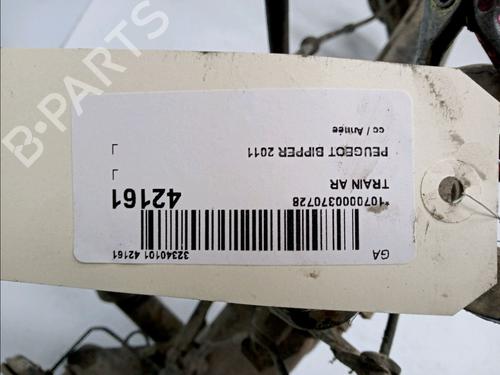 GA
32340101 42161
*1070000370728
TRAIN AR
42161
PEUGEOT BIPPER 2011
cc / Année
B-PARTS